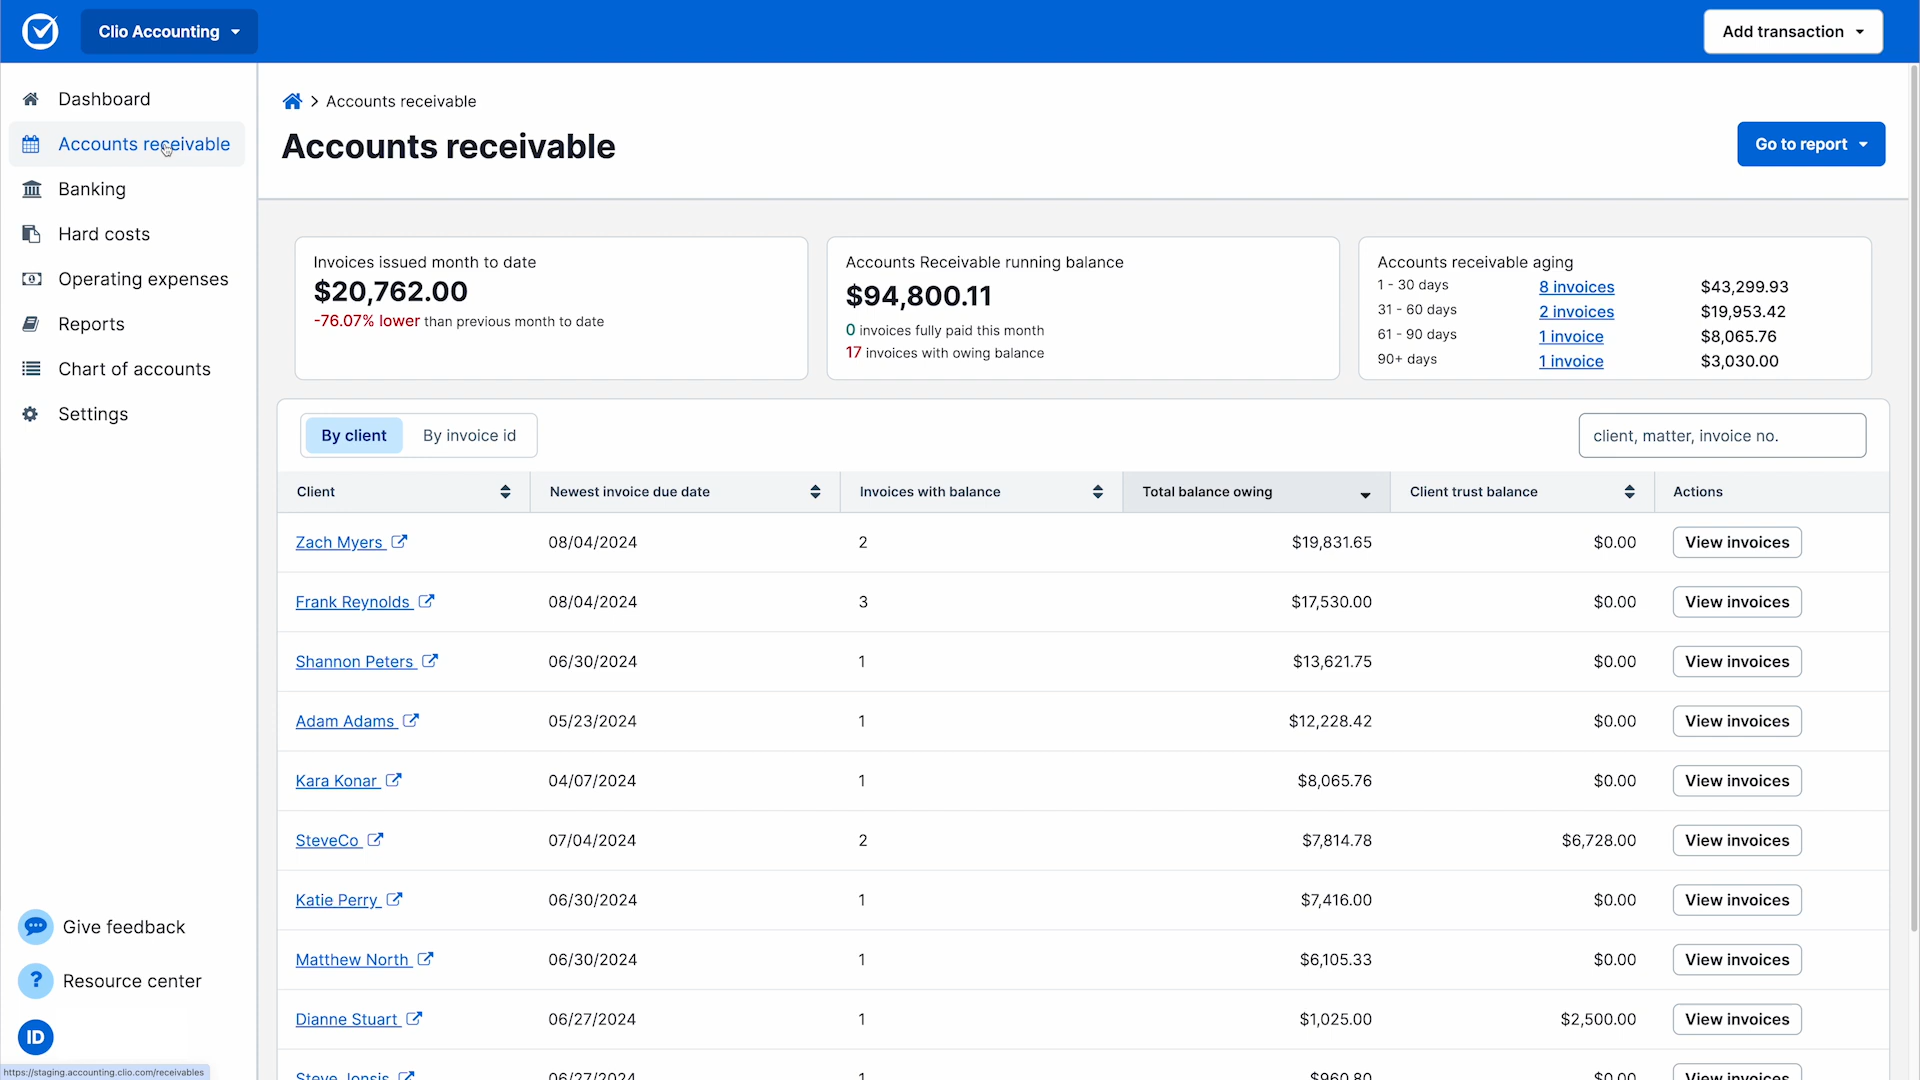 Clio Accounting
Add transaction
Dashboard
Accounts receivable
Banking
Hard costs
Operating expenses
Reports
Chart of accounts
Settings
Give feedback
? Resource center
ID
https://staging.accounting.clio.com/receivables
> Accounts receivable
Accounts receivable
Go to report
Invoices issued month to date
$20,762.00
-76.07% lower than previous month to date
Accounts Receivable running balance
$94,800.11
0 invoices fully paid this month
17 invoices with owing balance
Accounts receivable aging
1 - 30 days 8 invoices $43,299.93
31 - 60 days 2 invoices $19,953.42
61 - 90 days 1 invoice $8,065.76
90+ days 1 invoice $3,030.00
By client By invoice id client, matter, invoice no.
Client Newest invoice due date Invoices with balance Total balance owing Client trust balance Actions
Zach Myers 08/04/2024 2 $19,831.65 $0.00 View invoices
Frank Reynolds 08/04/2024 3 $17,530.00 $0.00 View invoices
Shannon Peters 06/30/2024 1 $13,621.75 $0.00 View invoices
Adam Adams 05/23/2024 1 $12,228.42 $0.00 View invoices
Kara Konar 04/07/2024 1 $8,065.76 $0.00 View invoices
SteveCo 07/04/2024 2 $7,814.78 $6,728.00 View invoices
Katie Perry 06/30/2024 1 $7,416.00 $0.00 View invoices
Matthew North 06/30/2024 1 $6,105.33 $0.00 View invoices
Dianne Stuart 06/27/2024 1 $1,025.00 $2,500.00 View invoices
Steve Jonsis 06/27/2024 1 $960.80 $0.00 View invoices